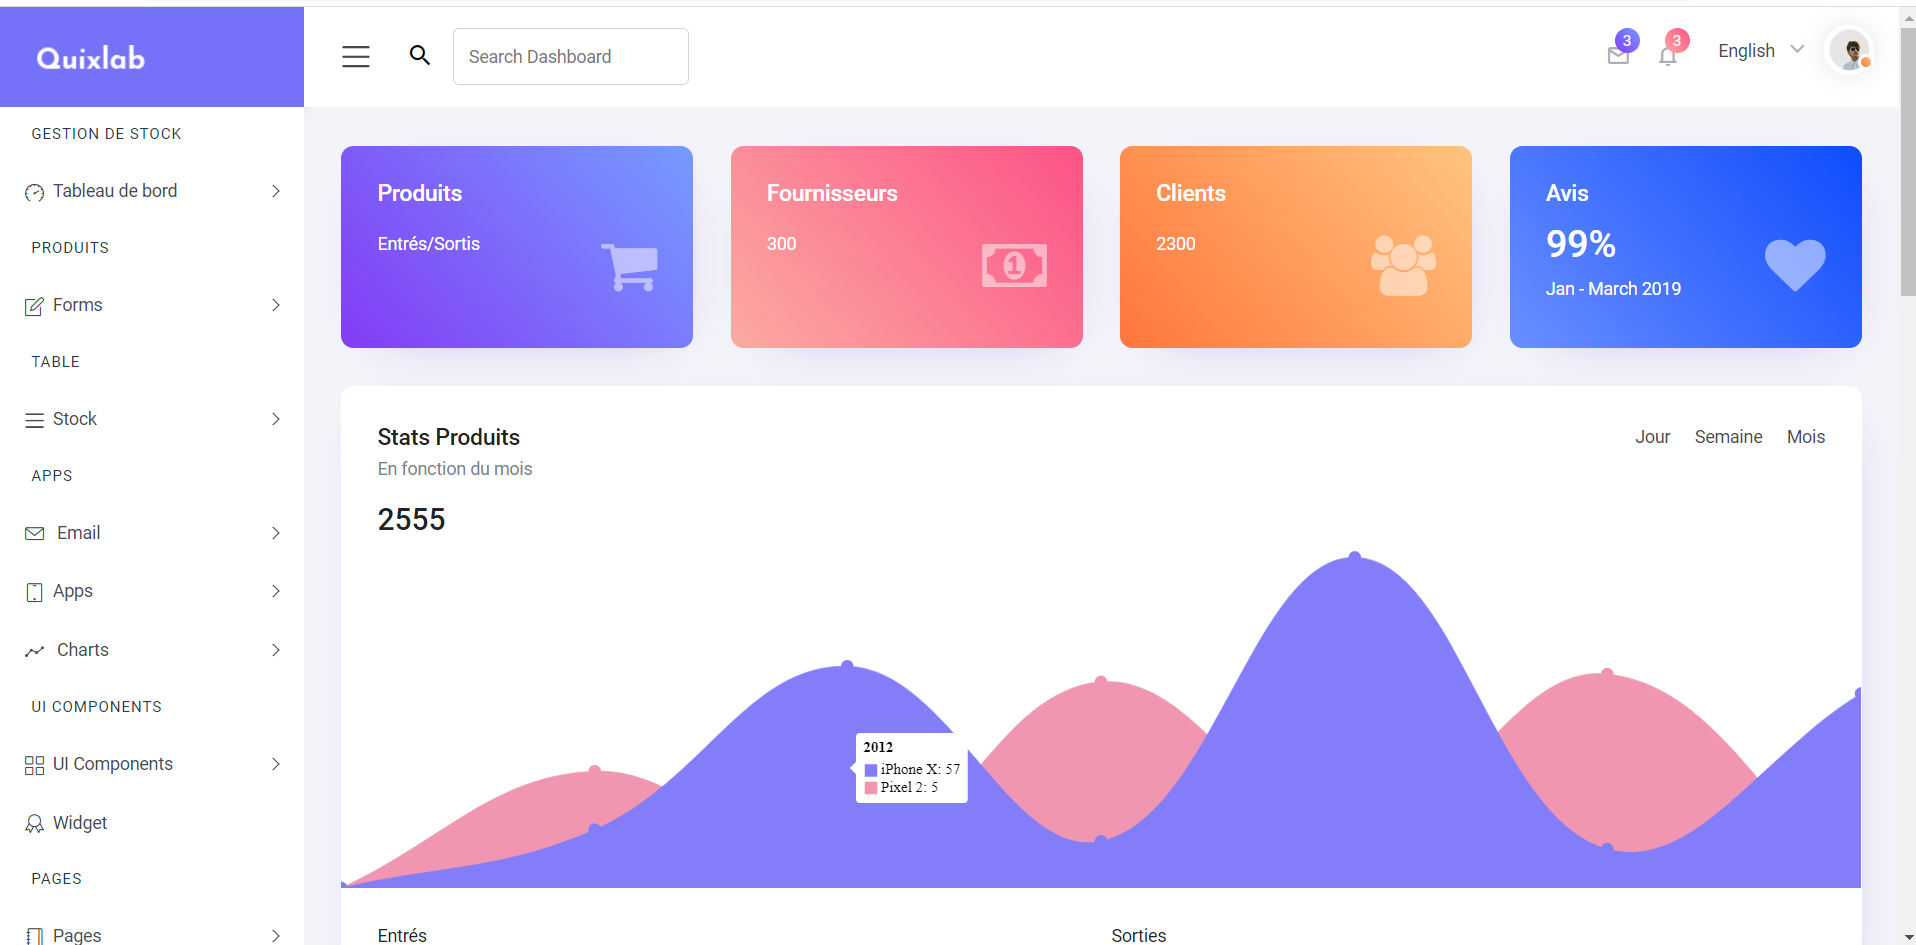 Quixlab
Search Dashboard
3
3
English
GESTION DE STOCK
Tableau de bord
PRODUITS
Forms
TABLE
Stock
APPS
Email
Apps
Charts
UI COMPONENTS
UI Components
Widget
PAGES
Pages
Produits
Entrés/Sortis
Fournisseurs
300
1
Clients
2300
Avis
99%
Jan - March 2019
Stats Produits
En fonction du mois
2555
Jour Semaine Mois
2012
iPhone X: 57
Pixel 2: 5
Entrés
Sorties